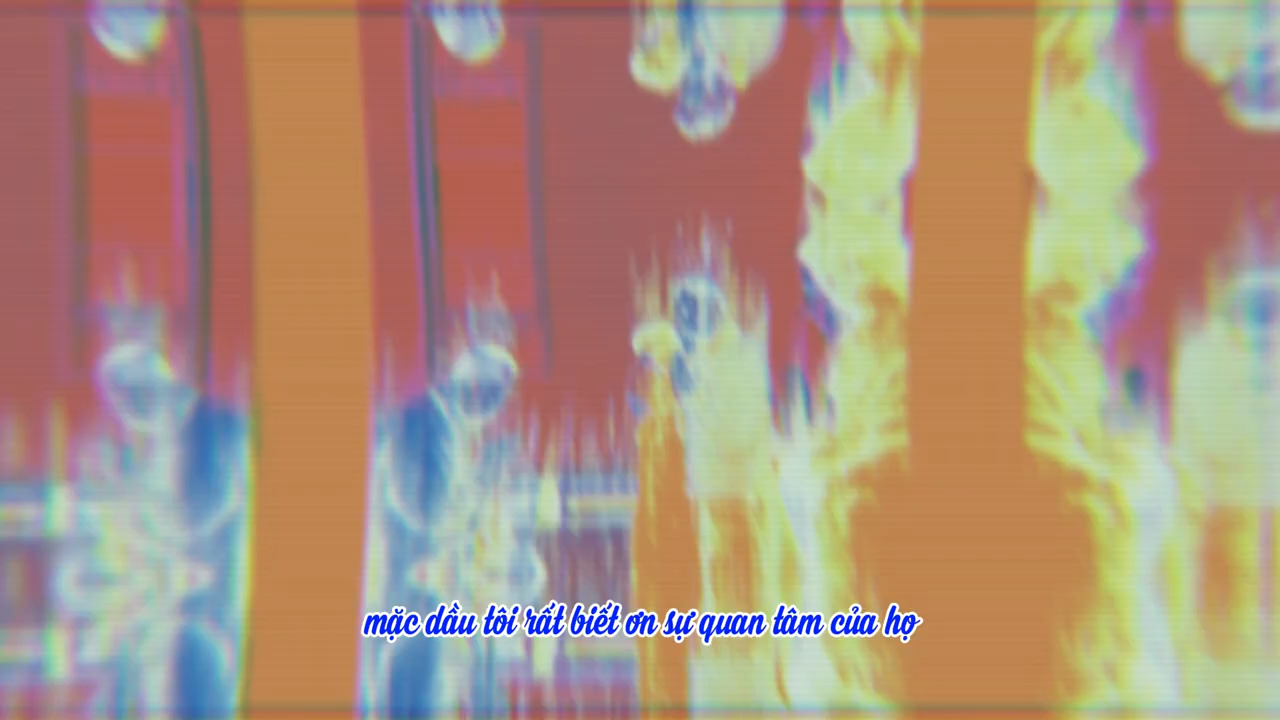 mặc dầu tôi rất biết ơn sự quan tâm của họ